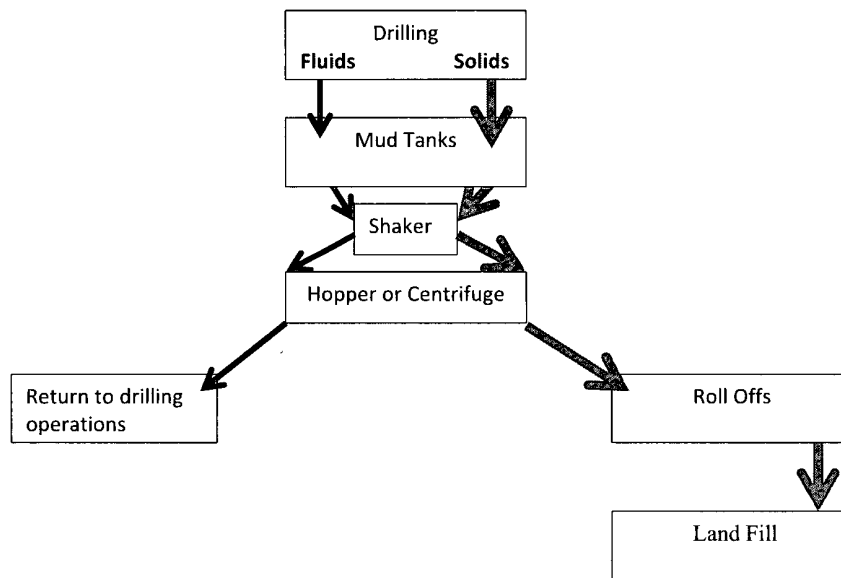 Drilling
Fluids Solids
Mud Tanks
Shaker
Hopper or Centrifuge
Return to drilling
operations
Roll Offs
Land Fill